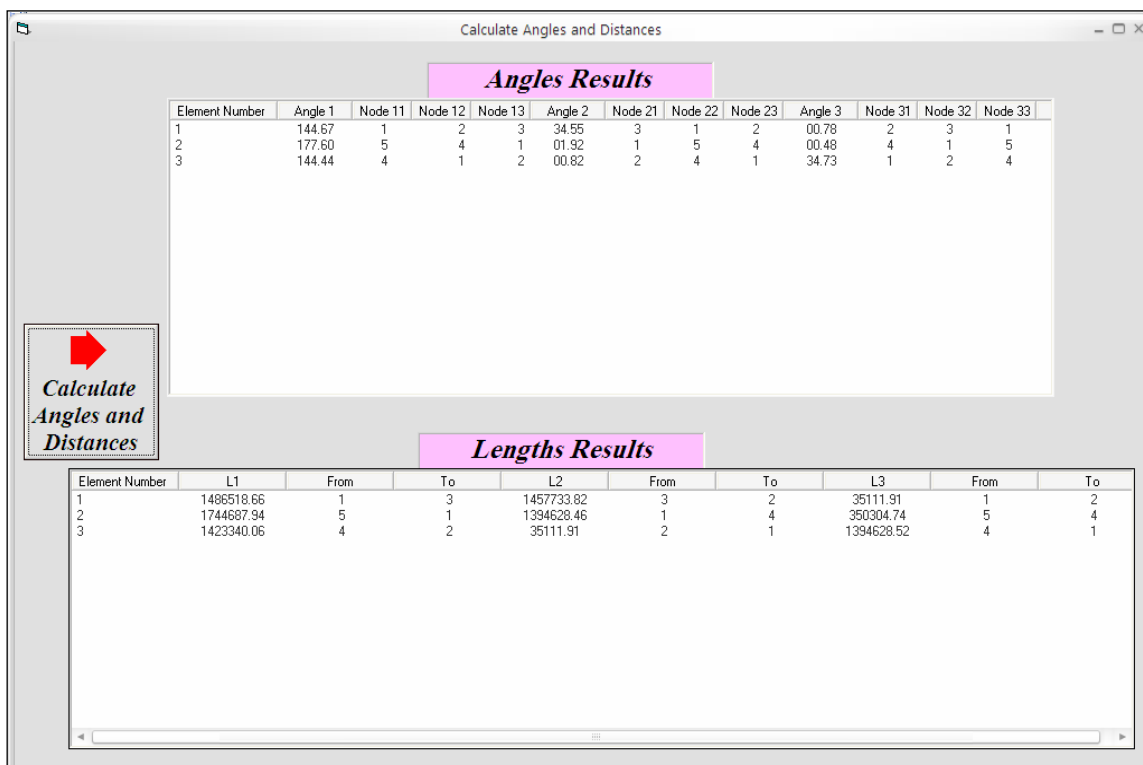 Calculate Angles and Distances
Angles Results
Element Number Angle 1 Node 11 Node 12 Node 13 Angle 2 Node 21 Node 22 Node 23 Angle 3 Node 31 Node 32 Node 33
1 144.67 1 2 3 34.55 3 1 2 00.78 2 3 1
2 177.60 5 4 1 01.92 1 5 4 00.48 4 1 5
3 144.44 4 1 2 00.82 2 4 1 34.73 1 2 4
Calculate
Angles and
Distances
Lengths Results
Element Number L1 From To L2 From To L3 From To
1 1486518.66 1 3 1457733.82 3 2 35111.91 1 2
2 1744687.94 5 1 1394628.46 1 4 350304.74 5 4
3 1423340.06 4 2 35111.91 2 1 1394628.52 4 1